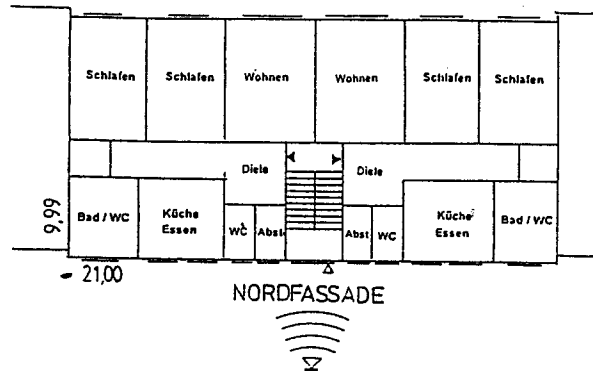 Schlafen Schlafen Wohnen Wohnen Schlafen Schlafen
Diele Diele
Bad / WC Küche Essen WC Abst. Abst WC Küche Essen Bad / WC
9,99
21,00
NORDFASSADE